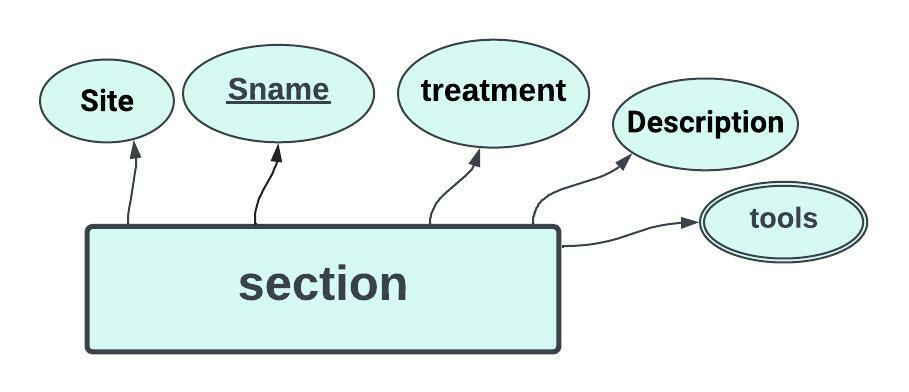 Site
Sname
treatment
Description
tools
section